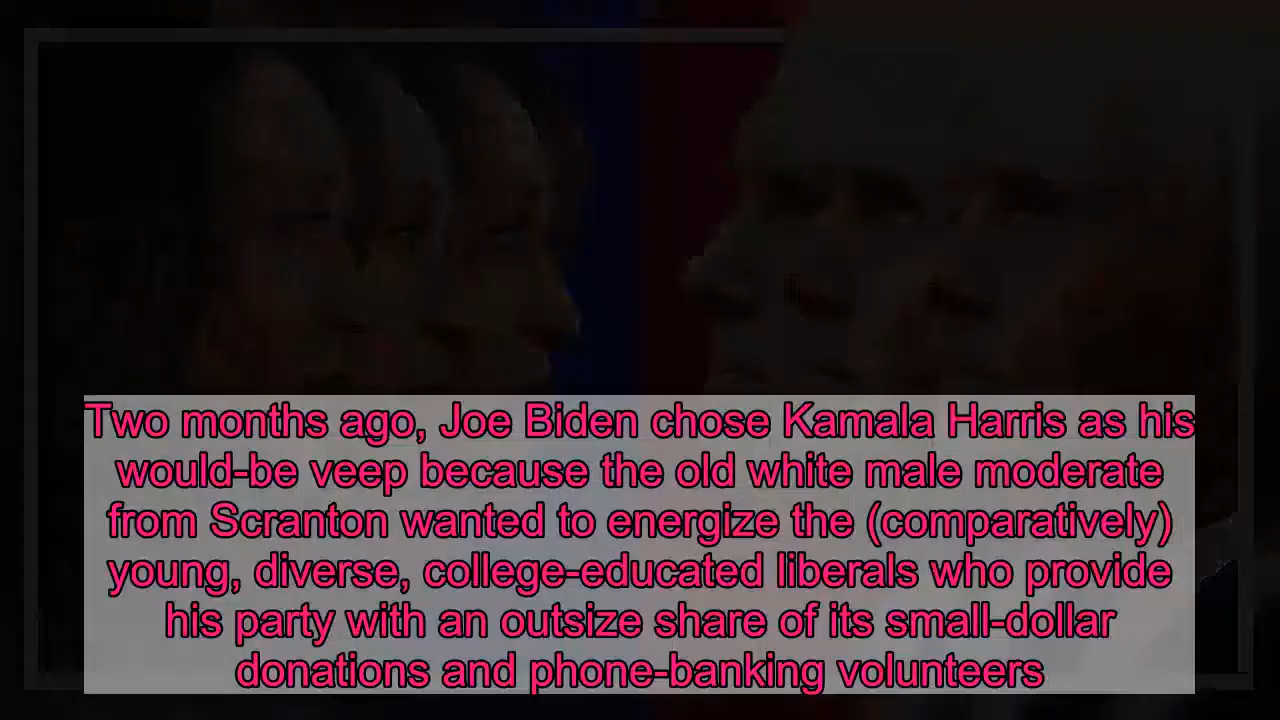 Two months ago, Joe Biden chose Kamala Harris as his
would-be veep because the old white male moderate
from Scranton wanted to energize the (comparatively)
young, diverse, college-educated liberals who provide
his party with an outsize share of its small-dollar
donations and phone-banking volunteers